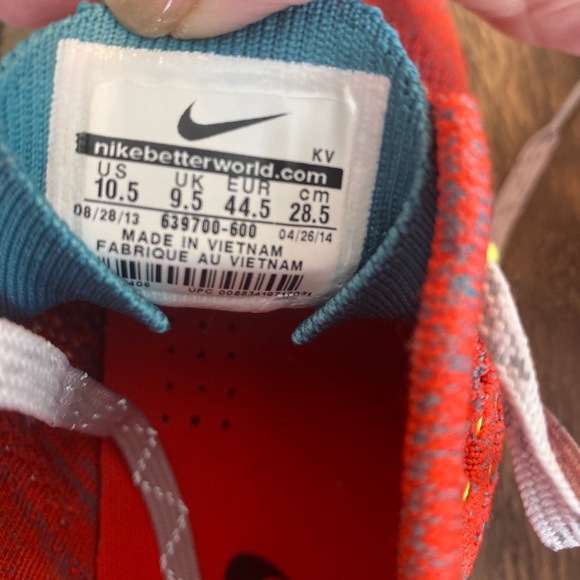 KV
nikebetterworld.com
US UK EUR cm
10.5 9.5 44.5 28.5
08/28/13 639700-600 04/26/14
MADE IN VIETNAM
FABRIQUE AU VIETNAM
UPC